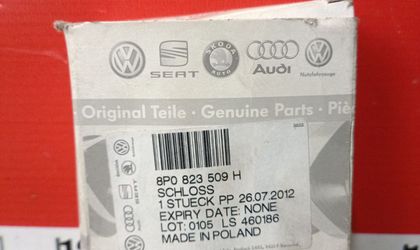 SEAT ŠKODA AUTO Audi Nutzfahrzeuge
Original Teile · Genuine Parts · Piè
8P0 823 509 H
SCHLOSS
1 STUECK PP 26.07.2012
EXPIRY DATE: NONE
LOT: 0105 LS 460186
MADE IN POLAND